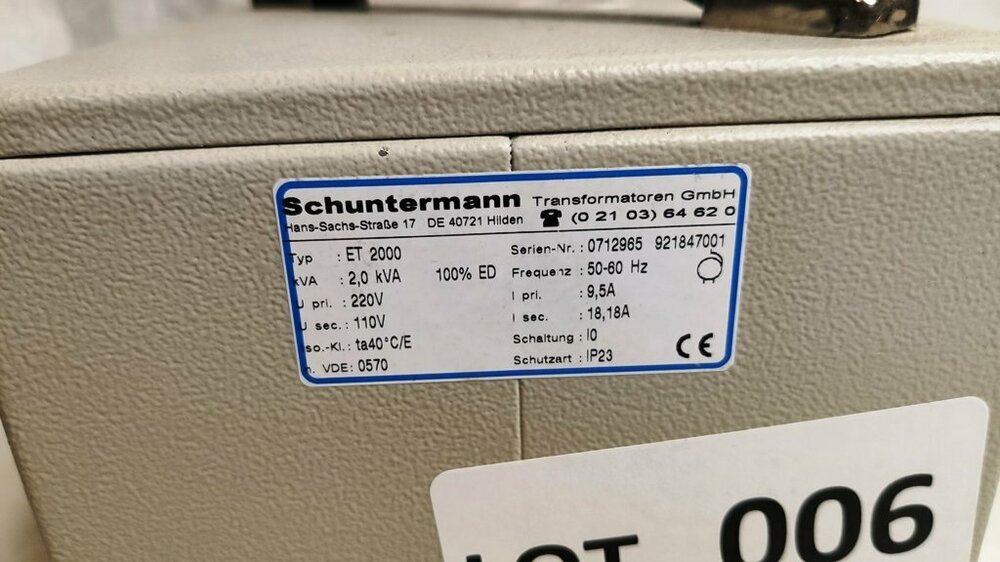 Schuntermann Transformatoren GmbH
Hans-Sachs-Straße 17 DE 40721 Hilden ☎ (0 21 03) 64 62 0
Typ : ET 2000
kVA : 2,0 kVA 100% ED
U pri. : 220V
U sec. : 110V
Iso.-Kl. : ta40°C/E
n. VDE: 0570
Serien-Nr. : 0712965 921847001
Frequenz : 50-60 Hz
I pri. : 9,5A
I sec. : 18,18A
Schaltung : I0
Schutzart : IP23
CE
LOT 006